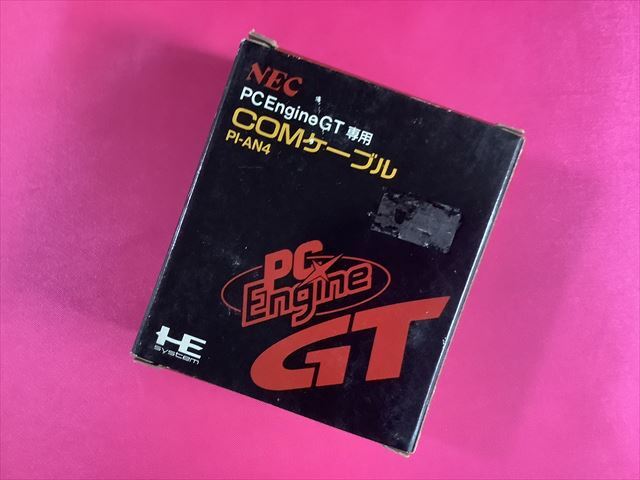 NEC
PC Engine GT 専用
COMケーブル
PI-AN4
PC
Engine
GT
HE
system